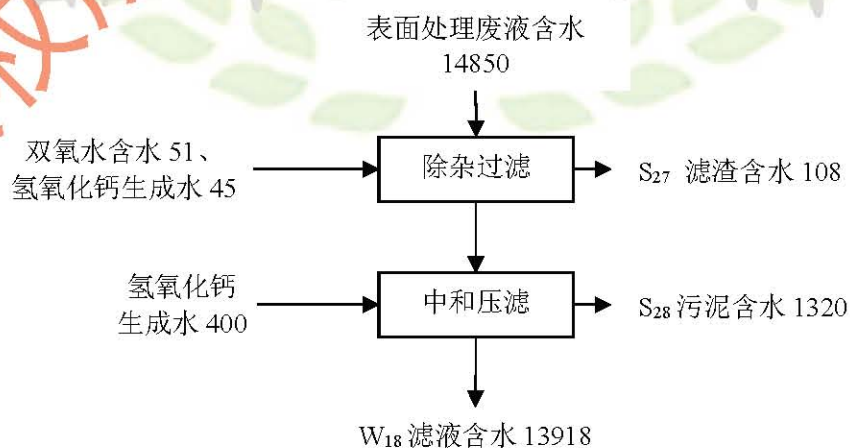 表面处理废液含水
14850
双氧水含水 51、
氢氧化钙生成水 45
除杂过滤
S₂₇ 滤渣含水 108
氢氧化钙
生成水 400
中和压滤
S₂₈ 污泥含水 1320
W₁₈ 滤液含水 13918